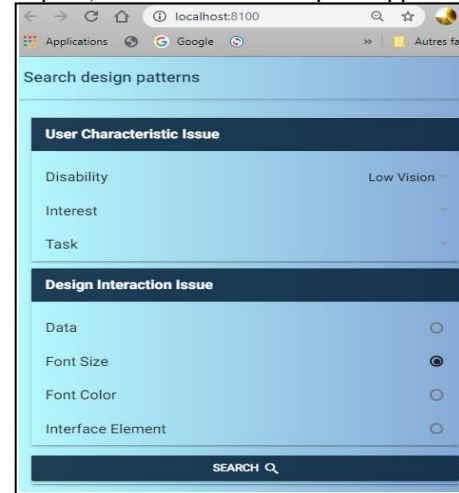 localhost:8100
Applications Google » Autres fa
Search design patterns
User Characteristic Issue
Disability Low Vision
Interest
Task
Design Interaction Issue
Data
Font Size
Font Color
Interface Element
SEARCH